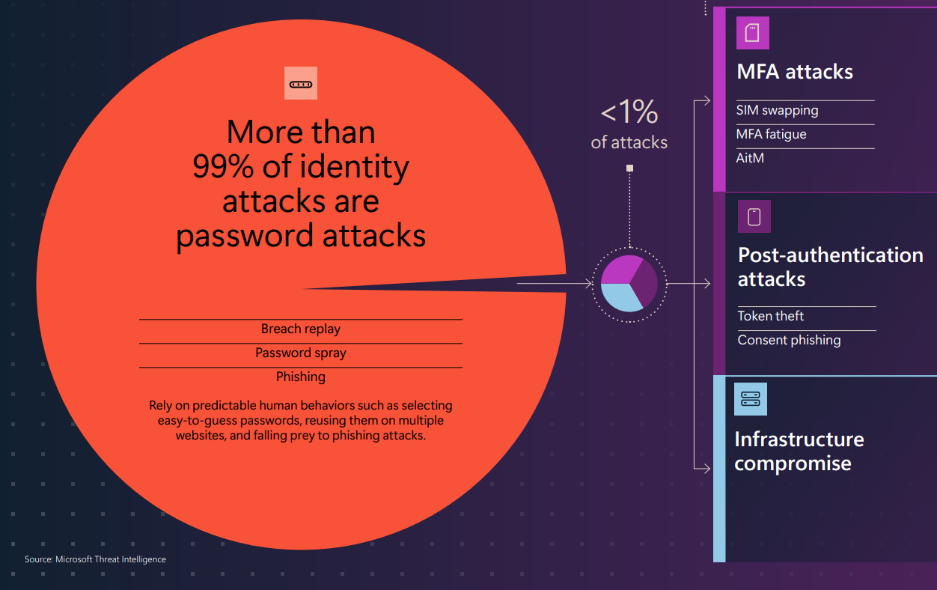 More than
99% of identity
attacks are
password attacks
Breach replay
Password spray
Phishing
Rely on predictable human behaviors such as selecting
easy-to-guess passwords, reusing them on multiple
websites, and falling prey to phishing attacks.
Source: Microsoft Threat Intelligence
<1%
of attacks
MFA attacks
SIM swapping
MFA fatigue
AitM
Post-authentication
attacks
Token theft
Consent phishing
Infrastructure
compromise